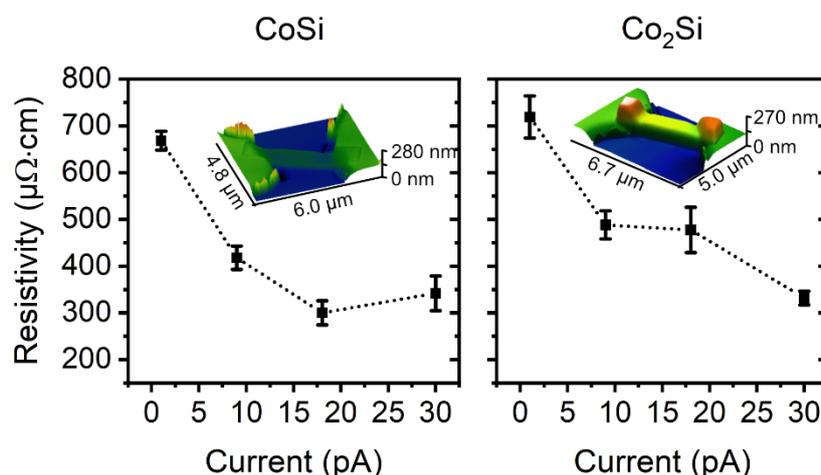 CoSi
Co₂Si
Resistivity (µΩ·cm)
800
700
600
500
400
300
200
4.8 µm
6.0 µm
280 nm
0 nm
0 5 10 15 20 25 30
Current (pA)
6.7 µm
5.0 µm
270 nm
0 nm
0 5 10 15 20 25 30
Current (pA)